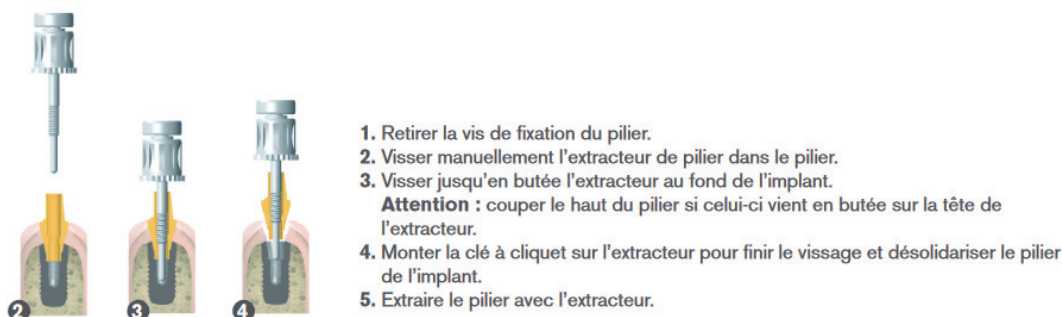 1. Retirer la vis de fixation du pilier.
2. Visser manuellement l'extracteur de pilier dans le pilier.
3. Visser jusqu'en butée l'extracteur au fond de l'implant.
Attention : couper le haut du pilier si celui-ci vient en butée sur la tête de
l'extracteur.
4. Monter la clé à cliquet sur l'extracteur pour finir le vissage et désolidariser le pilier
de l'implant.
5. Extraire le pilier avec l'extracteur.
2 3 4